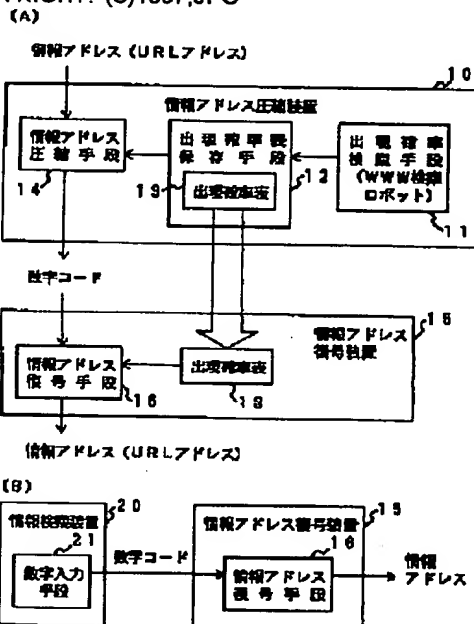 (A)
情報アドレス(URLアドレス)
10
情報アドレス圧縮装置
情報アドレス
圧縮手段
14
出現確率表
保存手段
19
出現確率表
12
出現確率
検出手段
(WWW検索
ロボット)
11
数字コード
15
情報アドレス
復号装置
情報アドレス
復号手段
16
出現確率表
19
情報アドレス(URLアドレス)
(B)
20
情報検索装置
21
数字入力
手段
数字コード
15
情報アドレス復号装置
16
情報アドレス
復号手段
情報
アドレス